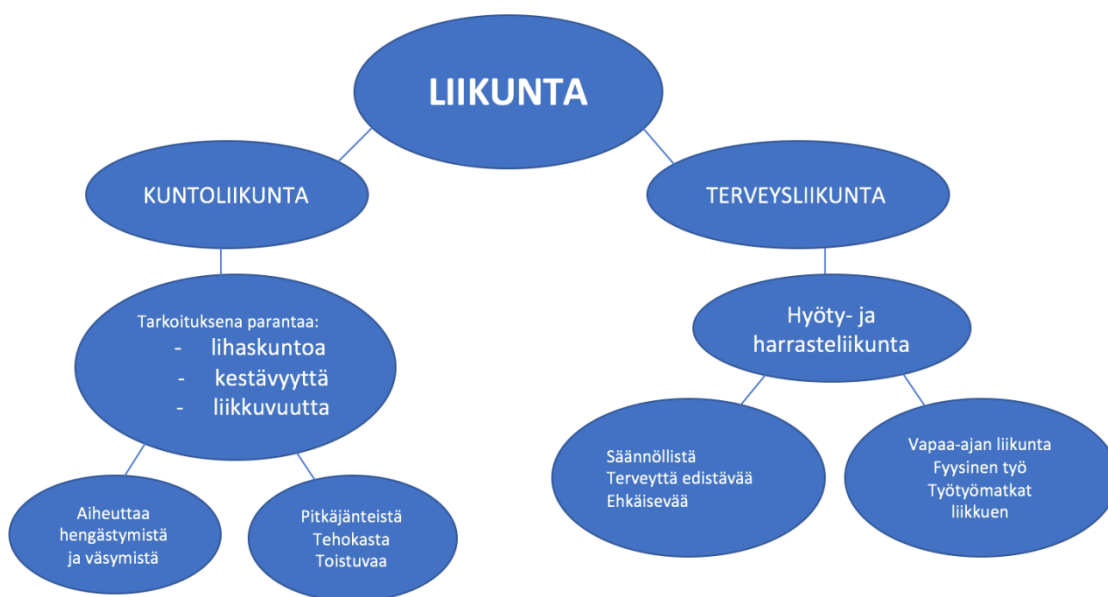 LIIKUNTA
KUNTOLIIKUNTA
TERVEYSLIIKUNTA
Tarkoituksena parantaa:
- lihaskuntoa
- kestävyyttä
- liikkuvuutta
Hyöty- ja
harrasteliikunta
Aiheuttaa
hengästymistä
ja väsymistä
Pitkäjänteistä
Tehokasta
Toistuvaa
Säännöllistä
Terveyttä edistävää
Ehkäisevää
Vapaa-ajan liikunta
Fyysinen työ
Työtyömatkat
liikkuen